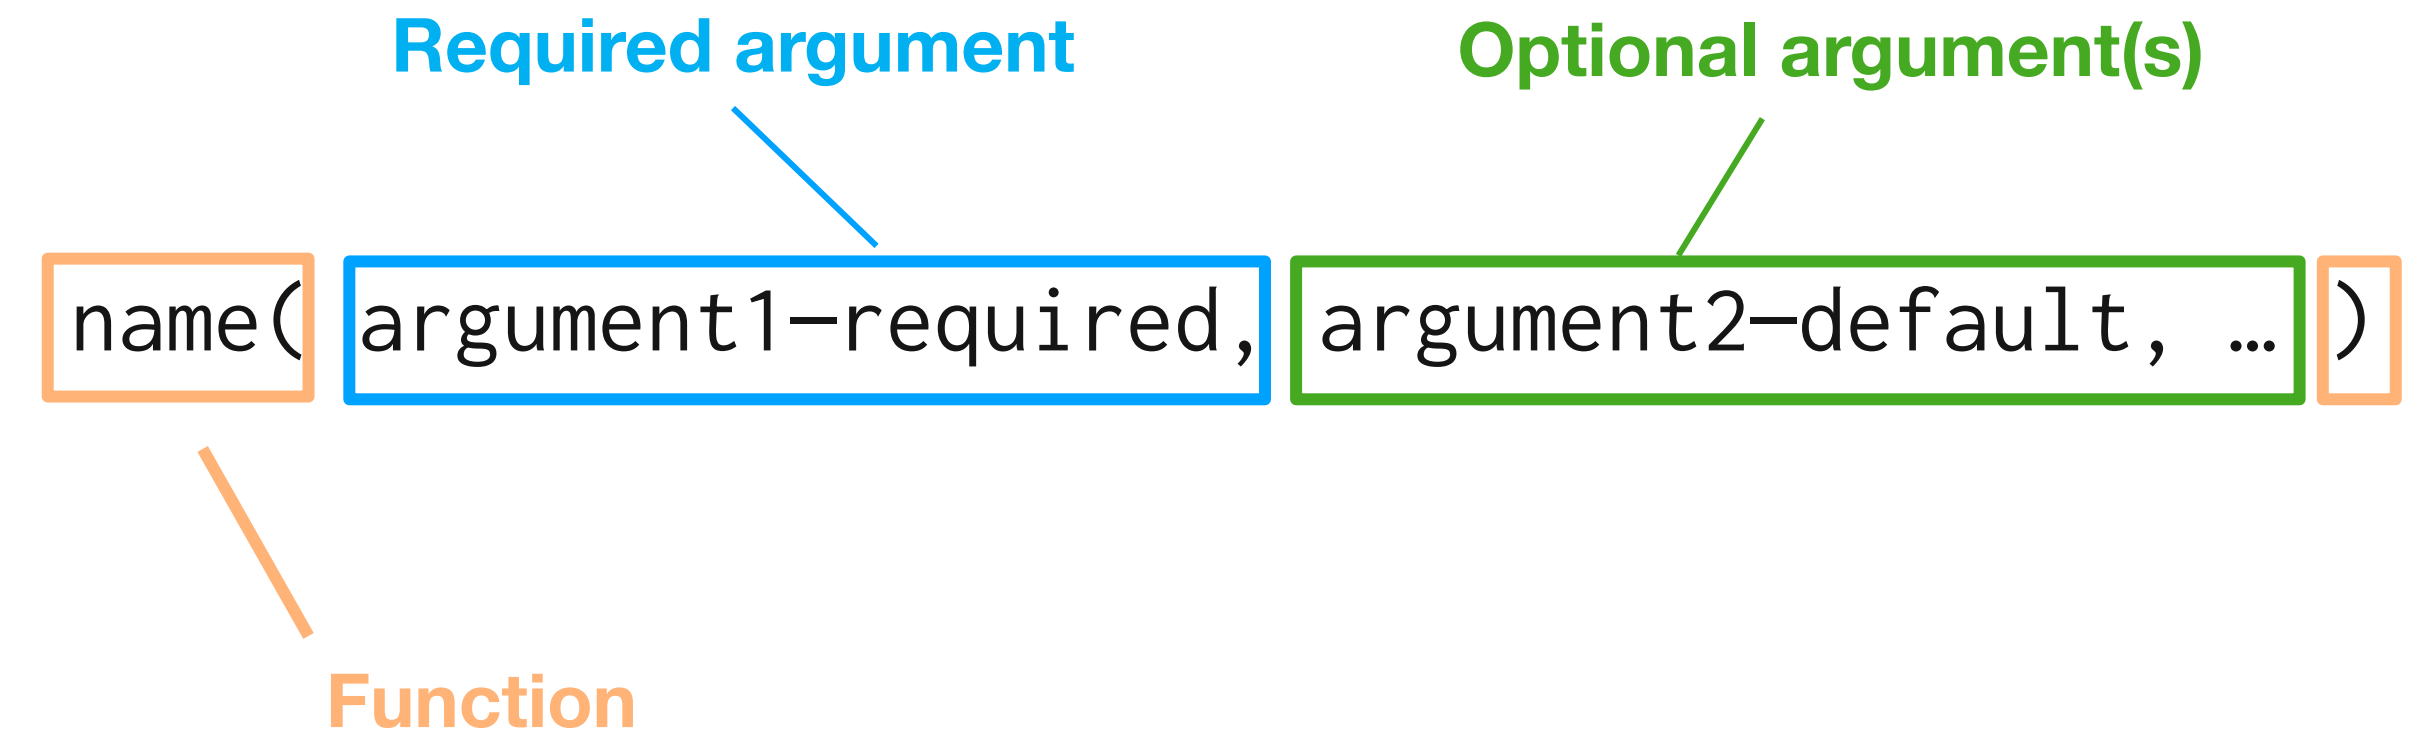 Required argument
Optional argument(s)
name( argument1–required, argument2–default, … )
Function